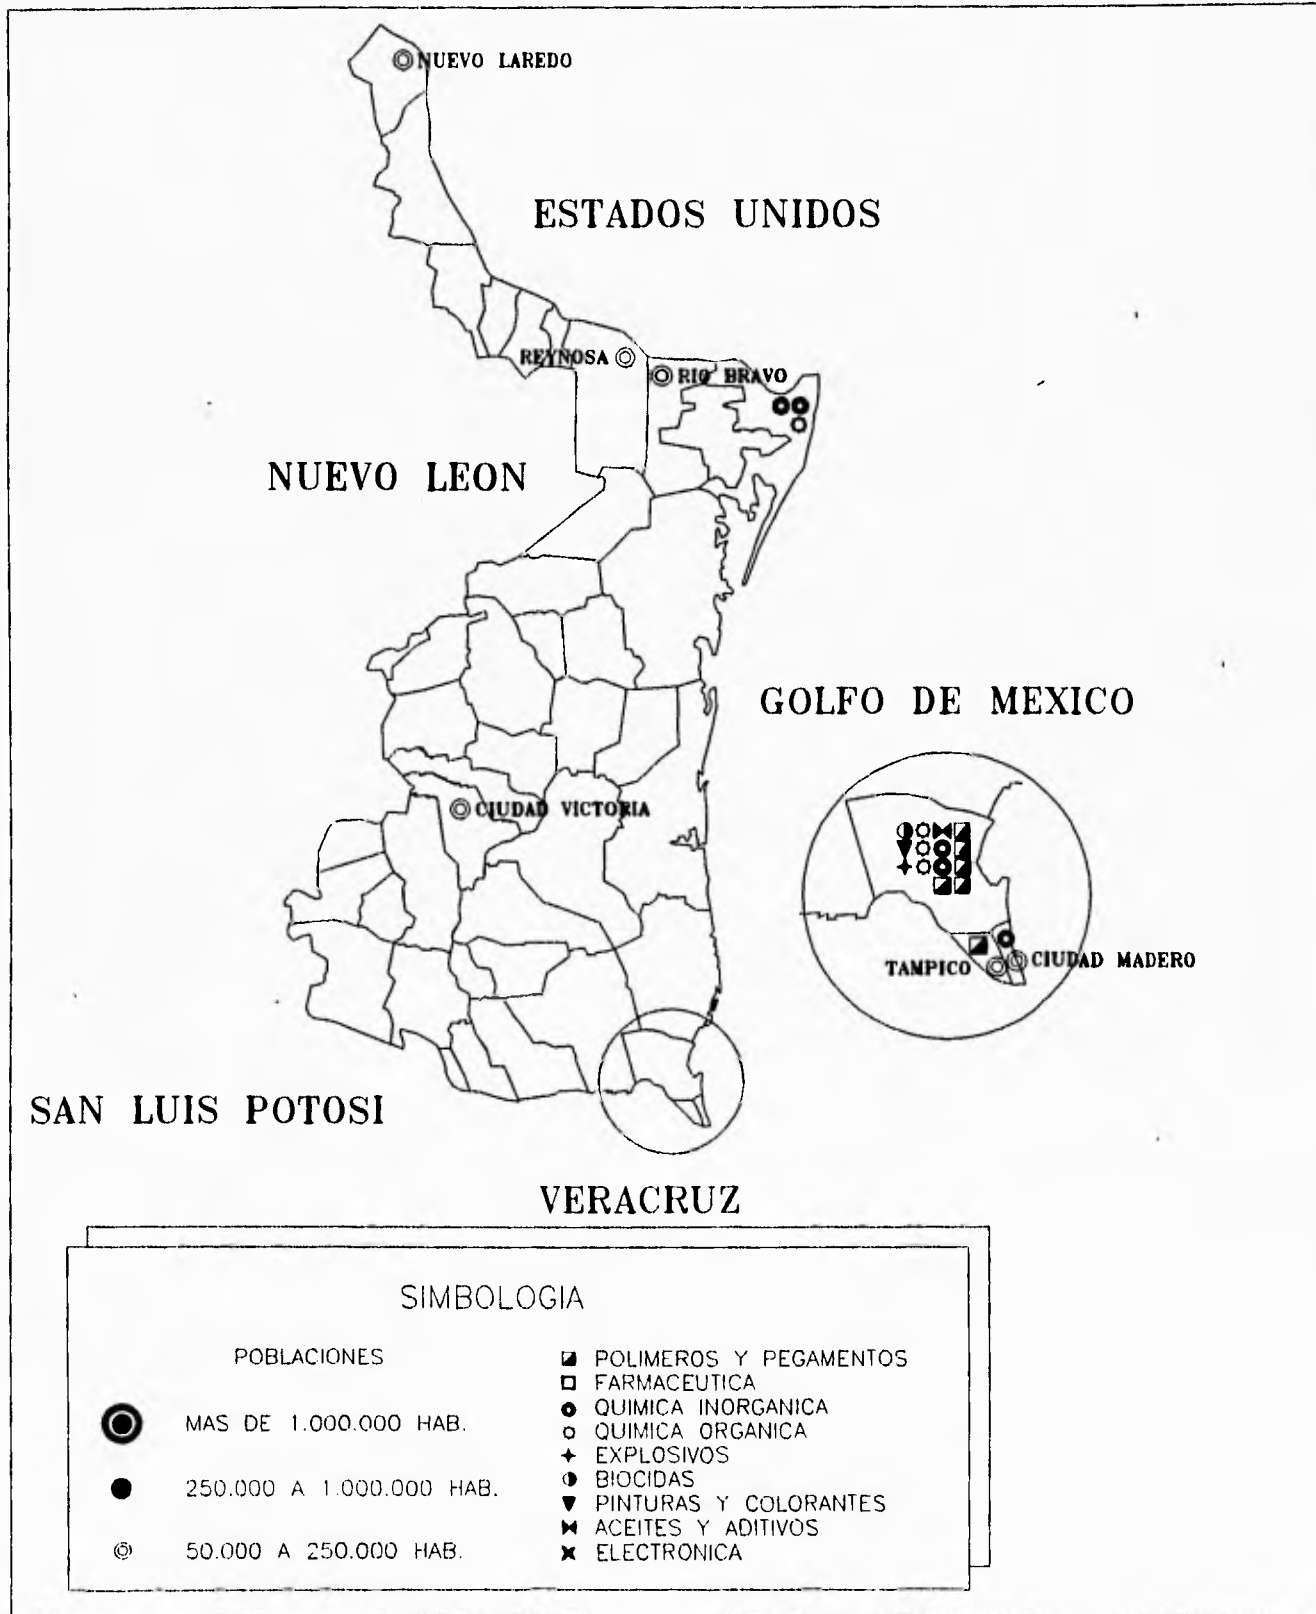 NUEVO LAREDO
ESTADOS UNIDOS
REYNOSA
RIO BRAVO
NUEVO LEON
GOLFO DE MEXICO
CIUDAD VICTORIA
TAMPICO
CIUDAD MADERO
SAN LUIS POTOSI
VERACRUZ
SIMBOLOGIA
POBLACIONES
MAS DE 1.000.000 HAB.
250.000 A 1.000.000 HAB.
50.000 A 250.000 HAB.
POLIMEROS Y PEGAMENTOS
FARMACEUTICA
QUIMICA INORGANICA
QUIMICA ORGANICA
EXPLOSIVOS
BIOCIDAS
PINTURAS Y COLORANTES
ACEITES Y ADITIVOS
ELECTRONICA